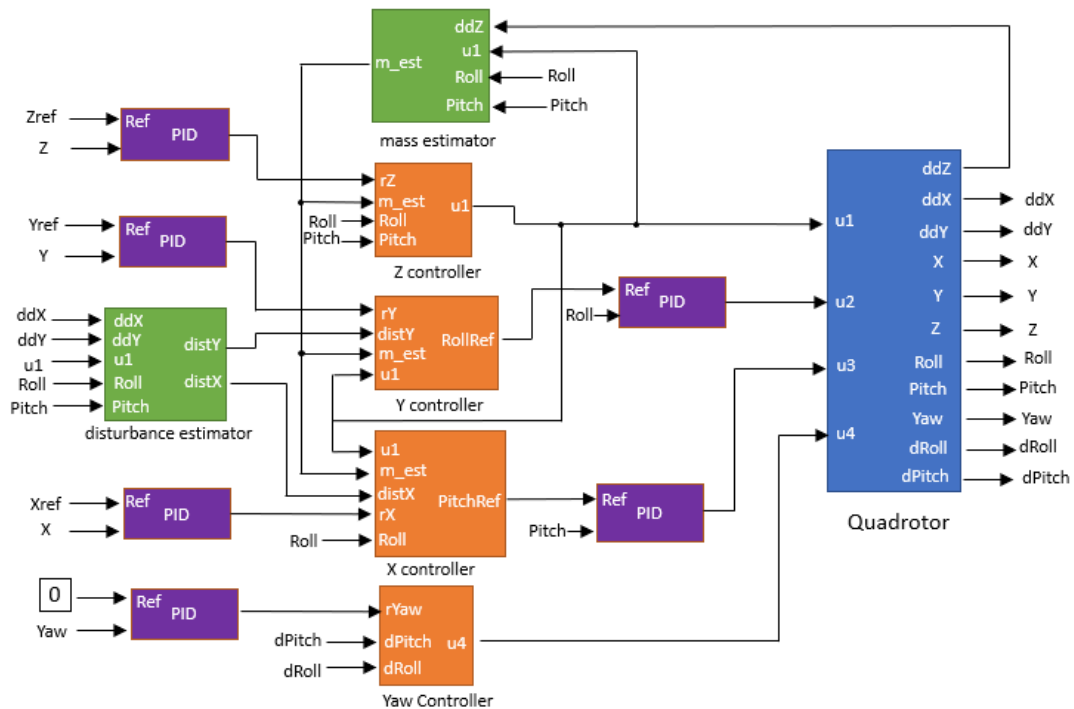 ddZ
u1
m_est
Roll
Roll
Pitch
Pitch
mass estimator
Zref
Z
Ref
PID
rZ
m_est
Roll
Roll
Pitch
Pitch
u1
Z controller
Yref
Y
Ref
PID
rY
distY
m_est
u1
RollRef
Y controller
Ref
PID
Roll
ddX
ddY
u1
Roll
Pitch
ddX
ddY
u1
Roll
Pitch
distY
distX
disturbance estimator
u1
m_est
distX
rX
Roll
Roll
PitchRef
X controller
Xref
X
Ref
PID
Ref
PID
Pitch
0
Yaw
Ref
PID
rYaw
dPitch
dPitch
dRoll
dRoll
u4
Yaw Controller
u1
u2
u3
u4
ddZ
ddX
ddY
X
Y
Z
Roll
Pitch
Yaw
dRoll
dPitch
ddX
ddY
X
Y
Z
Roll
Pitch
Yaw
dRoll
dPitch
Quadrotor